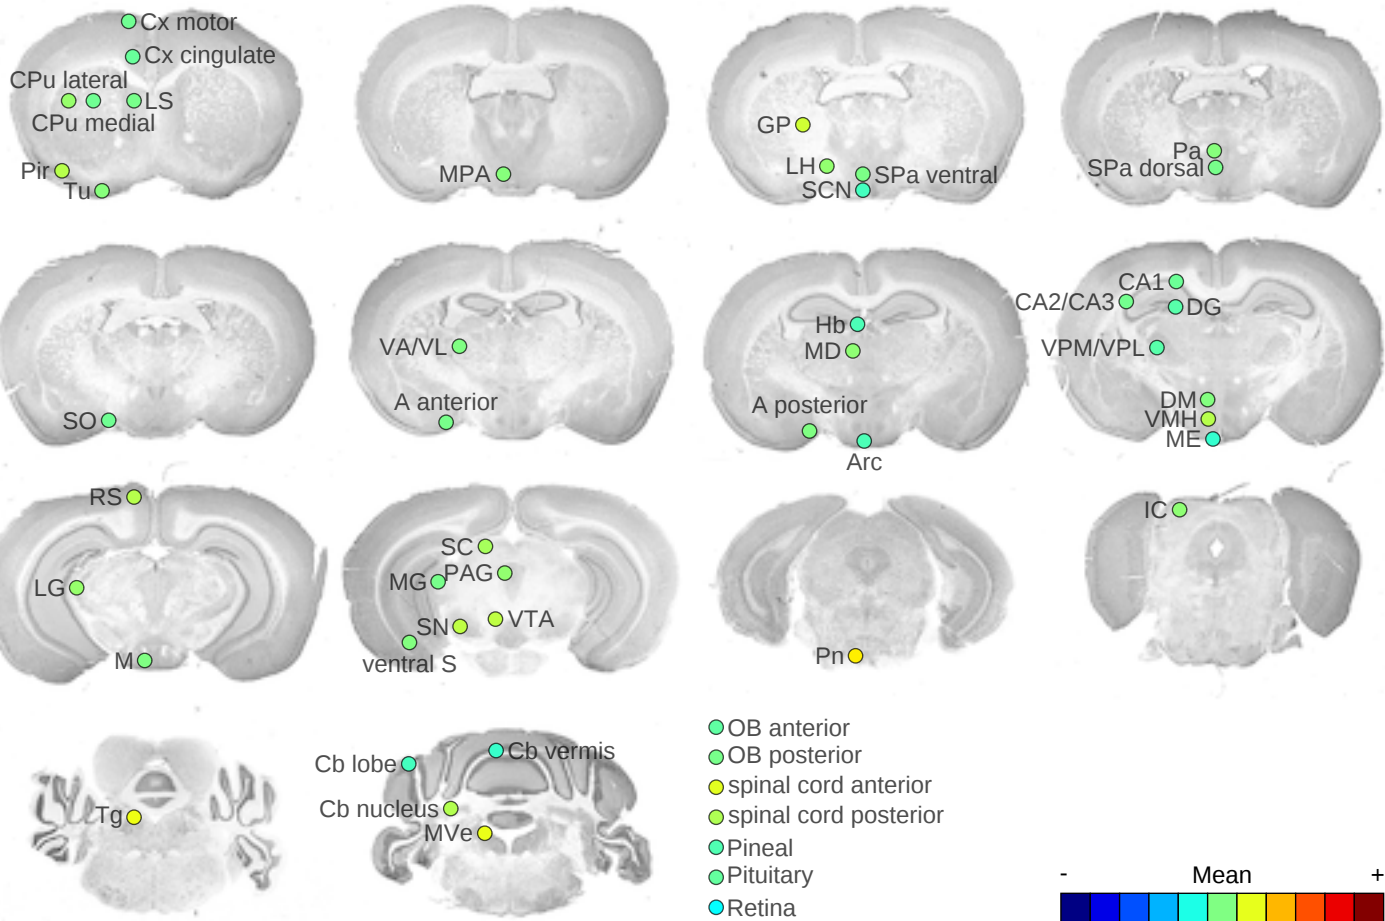 Cx motor
Cx cingulate
CPu lateral
LS
CPu medial
Pir
Tu
MPA
GP
LH
SPa ventral
SCN
Pa
SPa dorsal
SO
VA/VL
A anterior
Hb
MD
A posterior
Arc
CA1
CA2/CA3
DG
VPM/VPL
DM
VMH
ME
RS
LG
M
SC
PAG
MG
VTA
SN
ventral S
Pn
IC
Tg
Cb vermis
Cb lobe
Cb nucleus
MVe
OB anterior
OB posterior
spinal cord anterior
spinal cord posterior
Pineal
Pituitary
Retina
- Mean +